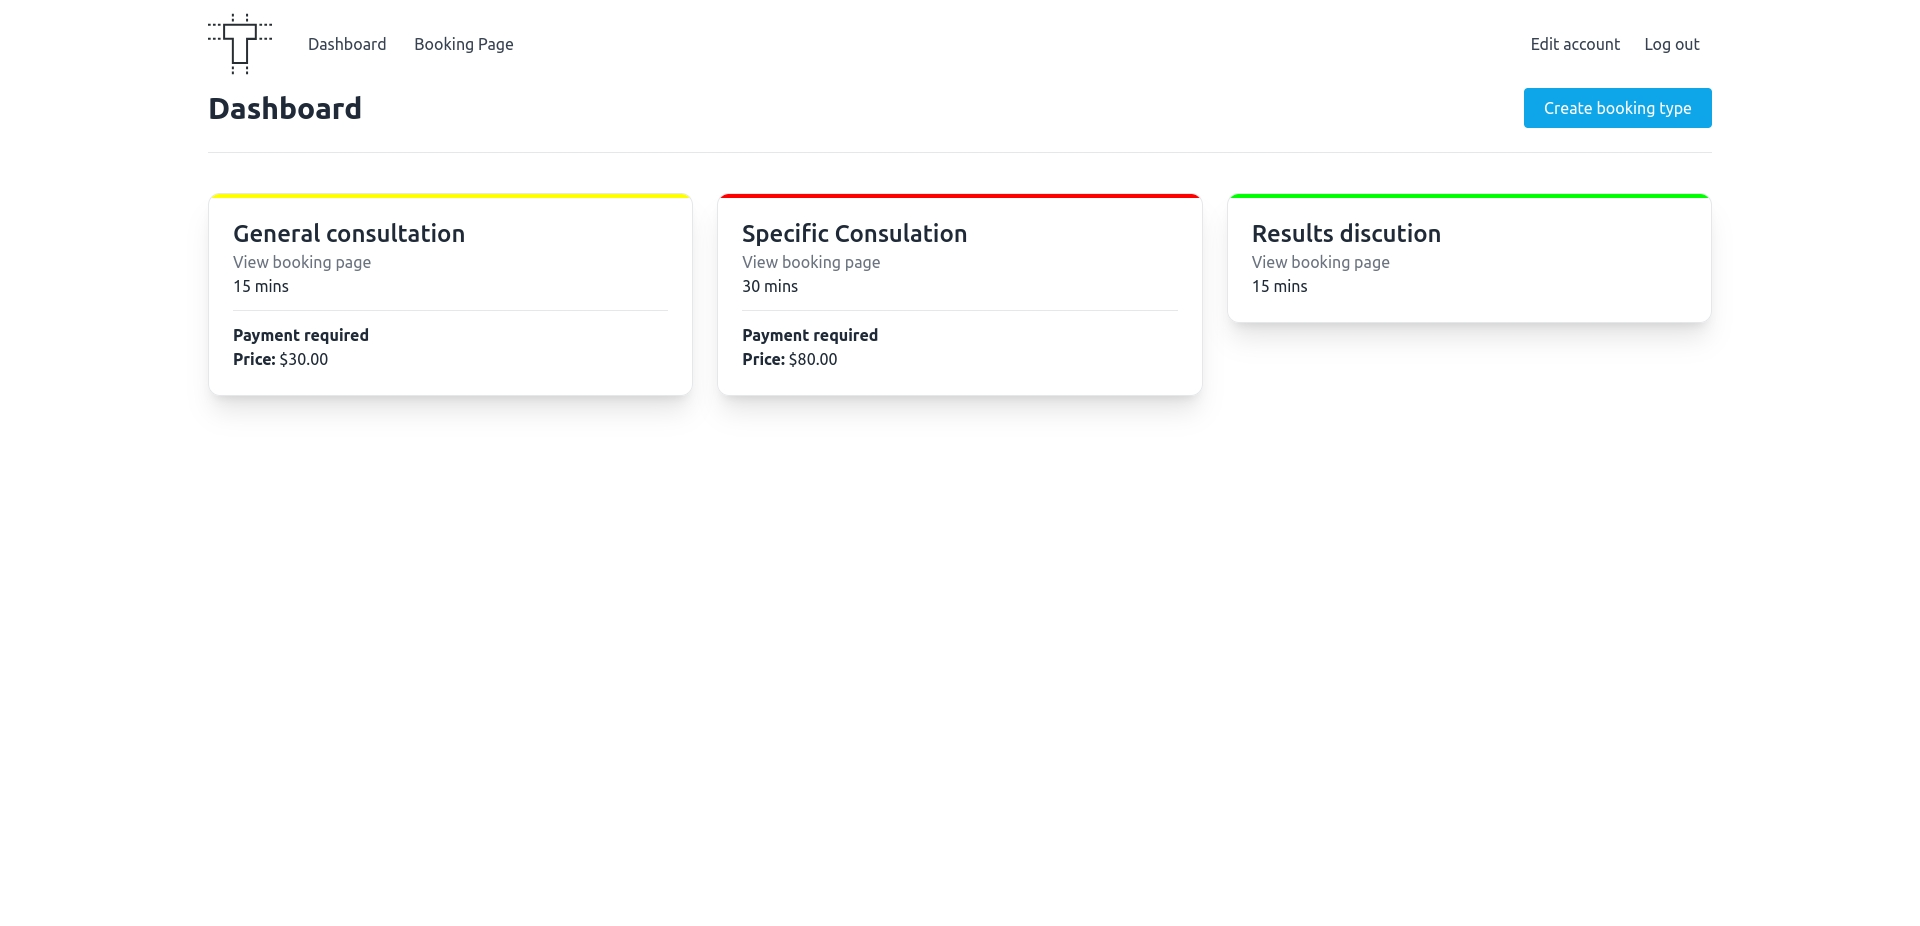 Dashboard
Booking Page
Edit account
Log out
Dashboard
Create booking type
General consultation
View booking page
15 mins
Payment required
Price: $30.00
Specific Consulation
View booking page
30 mins
Payment required
Price: $80.00
Results discution
View booking page
15 mins